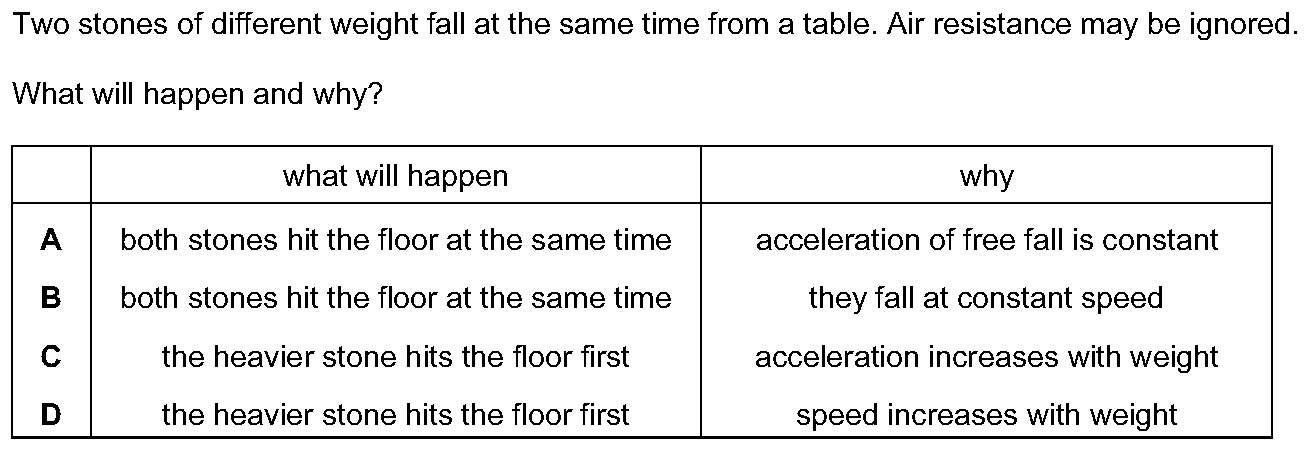 Two stones of different weight fall at the same time from a table. Air resistance may be ignored.
What will happen and why?
what will happen why
A both stones hit the floor at the same time acceleration of free fall is constant
B both stones hit the floor at the same time they fall at constant speed
C the heavier stone hits the floor first acceleration increases with weight
D the heavier stone hits the floor first speed increases with weight